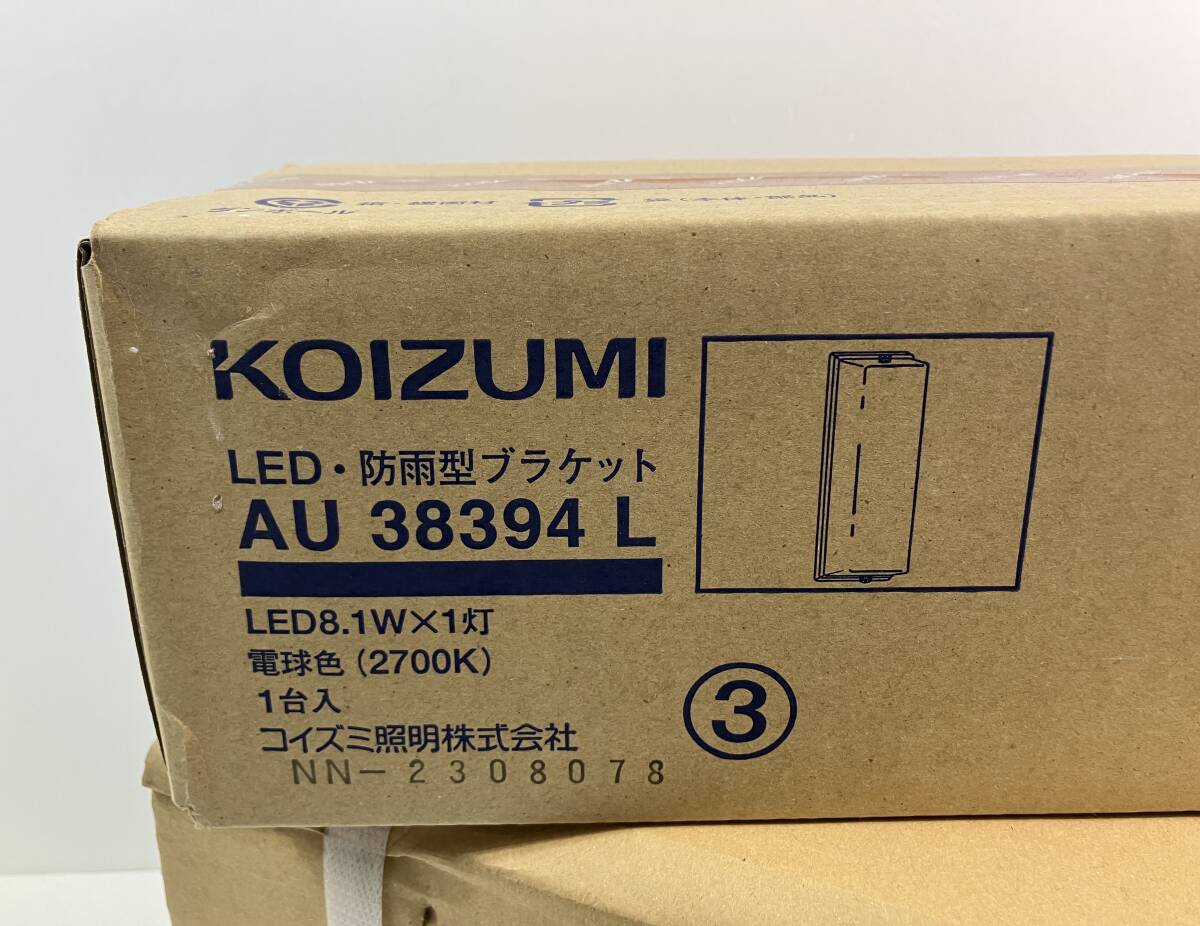 KOIZUMI
LED・防雨型ブラケット
AU 38394 L
LED8.1W×1灯
電球色(2700K)
1台入
コイズミ照明株式会社
NN-2308078
③